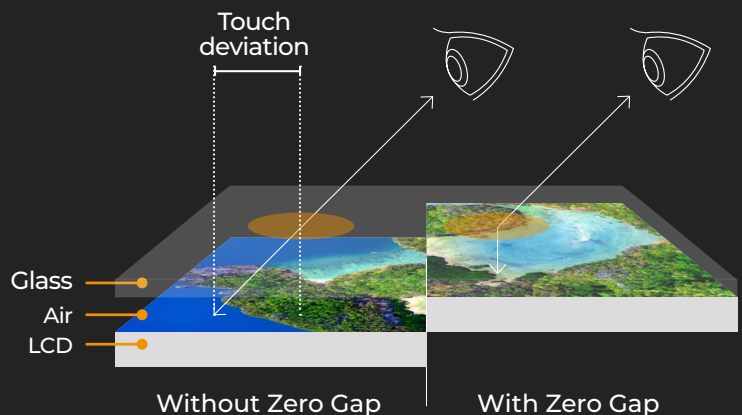 Touch
deviation
Glass
Air
LCD
Without Zero Gap
With Zero Gap